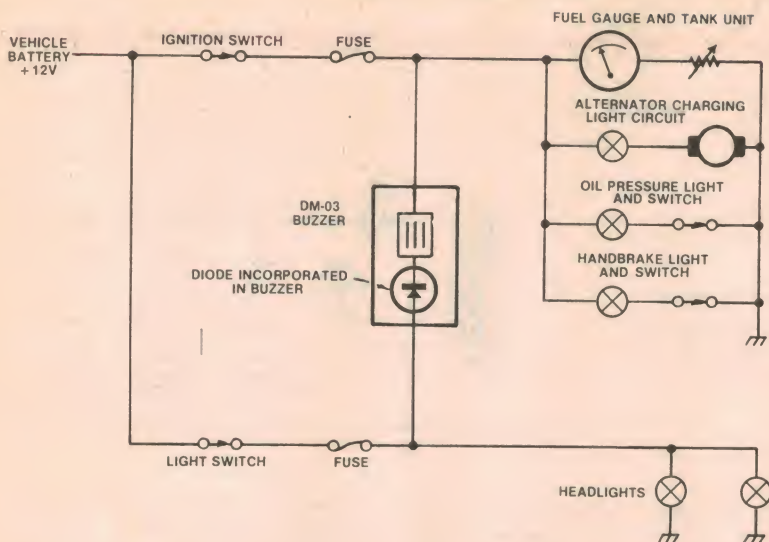 FUEL GAUGE AND TANK UNIT
VEHICLE
BATTERY
+12V
IGNITION SWITCH
FUSE
ALTERNATOR CHARGING
LIGHT CIRCUIT
DM-03
BUZZER
OIL PRESSURE LIGHT
AND SWITCH
DIODE INCORPORATED
IN BUZZER
HANDBRAKE LIGHT
AND SWITCH
LIGHT SWITCH
FUSE
HEADLIGHTS